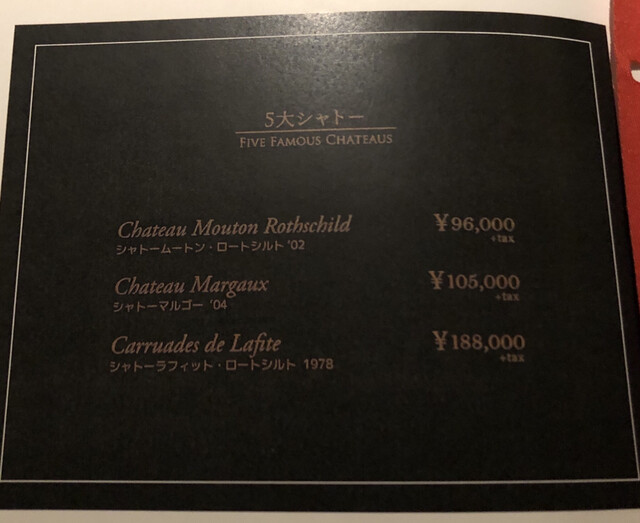 5大シャトー
FIVE FAMOUS CHATEAUS
Chateau Mouton Rothschild ¥96,000
シャトームートン・ロートシルト '02 +tax
Chateau Margaux ¥105,000
シャトーマルゴー '04 +tax
Carruades de Lafite ¥188,000
シャトーラフィット・ロートシルト 1978 +tax